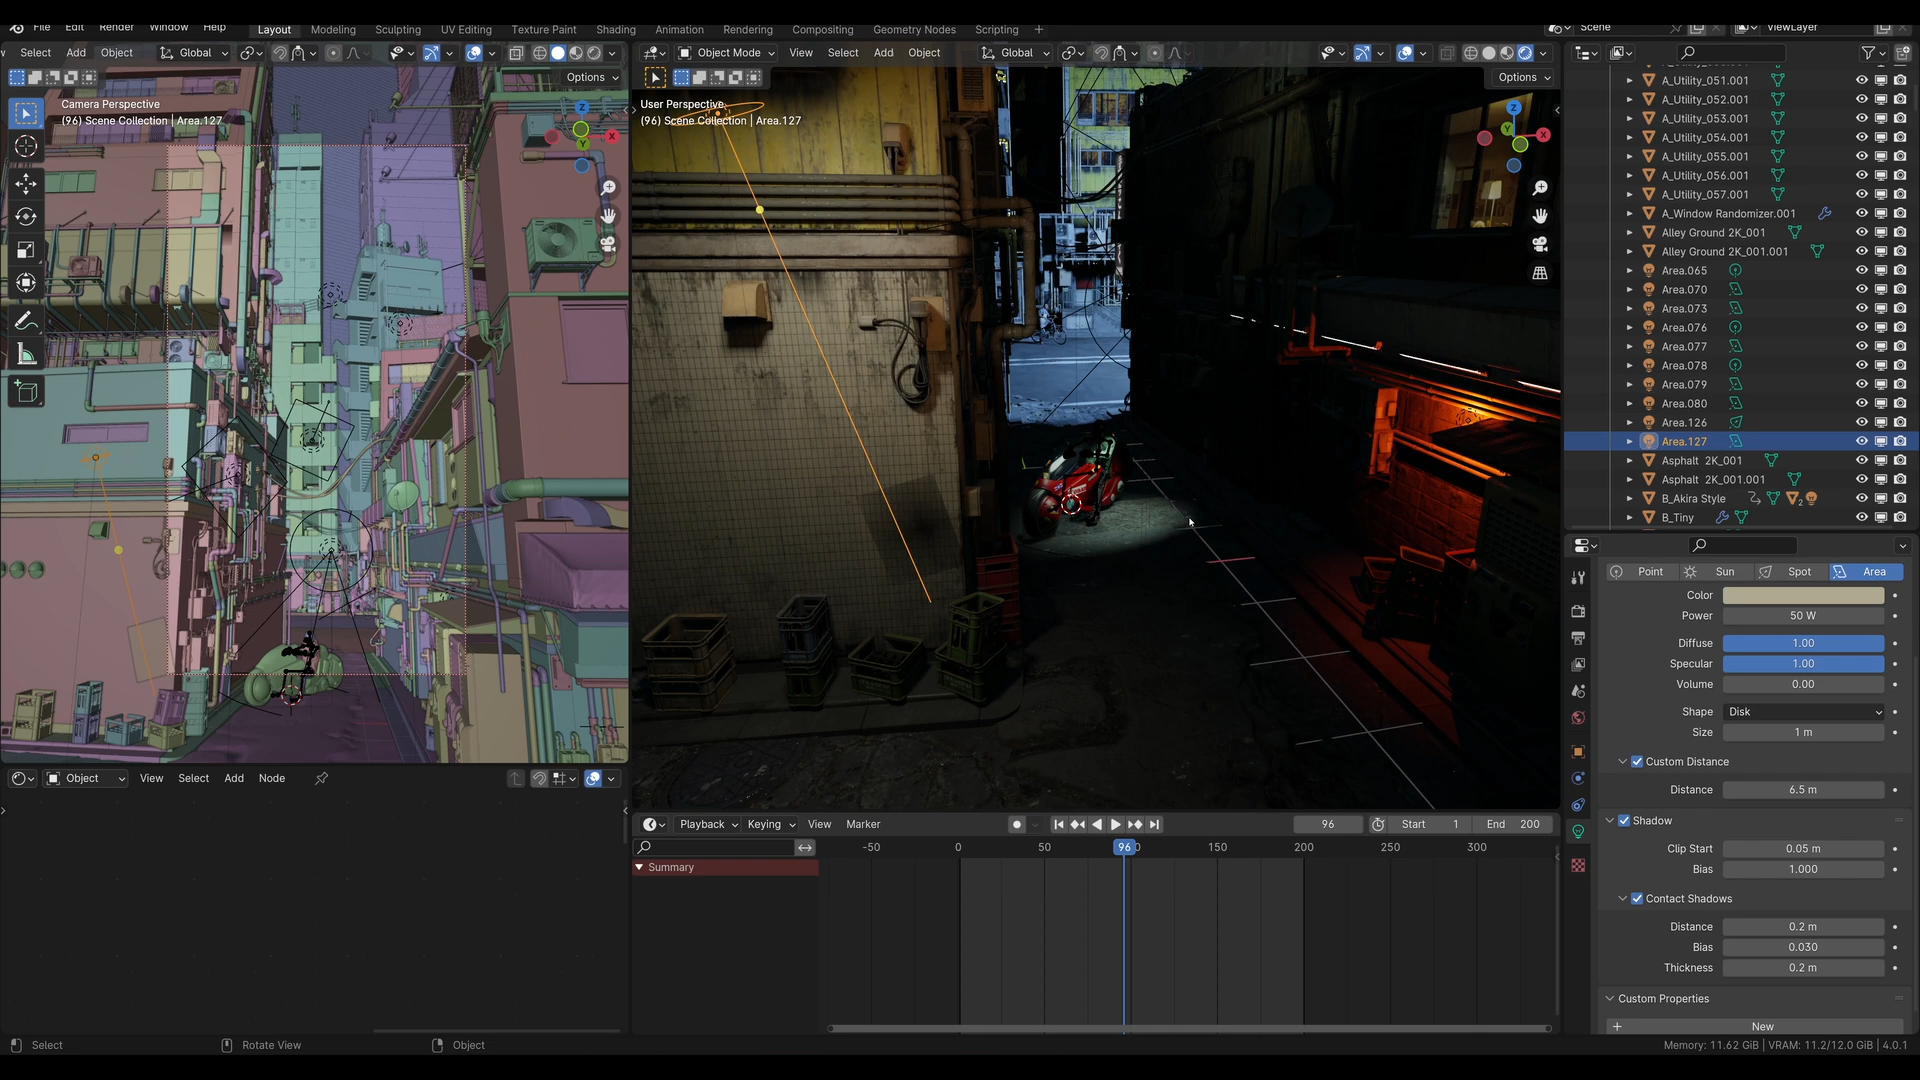 File Edit Render Window Help
Layout Modeling Sculpting UV Editing Texture Paint Shading Animation Rendering Compositing Geometry Nodes Scripting +
Scene ViewLayer
Select Add Object Global
Object Mode View Select Add Object Global
Options
Options
Camera Perspective
(96) Scene Collection | Area.127
User Perspective
(96) Scene Collection | Area.127
Z
X
Y
Z
Y
X
A_Utility_051.001
A_Utility_052.001
A_Utility_053.001
A_Utility_054.001
A_Utility_055.001
A_Utility_056.001
A_Utility_057.001
A_Window Randomizer.001
Alley Ground 2K_001
Alley Ground 2K_001.001
Area.065
Area.070
Area.073
Area.076
Area.077
Area.078
Area.079
Area.080
Area.126
Area.127
Asphalt 2K_001
Asphalt 2K_001.001
B_Akira Style 2
B_Tiny
Point Sun Spot Area
Color
Power 50 W
Diffuse 1.00
Specular 1.00
Volume 0.00
Shape Disk
Size 1 m
Custom Distance
Distance 6.5 m
Shadow
Clip Start 0.05 m
Bias 1.000
Contact Shadows
Distance 0.2 m
Bias 0.030
Thickness 0.2 m
Custom Properties
+ New
Object View Select Add Node
Playback Keying View Marker
96 Start 1 End 200
-50 0 50 96 150 200 250 300
Summary
Select Rotate View Object
Memory: 11.62 GiB | VRAM: 11.2/12.0 GiB | 4.0.1